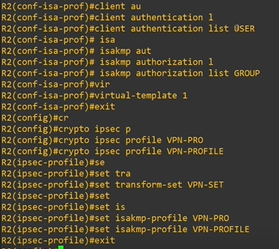 R2(conf-isa-prof)#client au
R2(conf-isa-prof)#client authentication l
R2(conf-isa-prof)#client authentication list USER
R2(conf-isa-prof)# isa
R2(conf-isa-prof)# isakmp aut
R2(conf-isa-prof)# isakmp authorization l
R2(conf-isa-prof)# isakmp authorization list GROUP
R2(conf-isa-prof)#vir
R2(conf-isa-prof)#virtual-template 1
R2(conf-isa-prof)#exit
R2(config)#cr
R2(config)#crypto ipsec p
R2(config)#crypto ipsec profile VPN-PRO
R2(config)#crypto ipsec profile VPN-PROFILE
R2(ipsec-profile)#se
R2(ipsec-profile)#set tra
R2(ipsec-profile)#set transform-set VPN-SET
R2(ipsec-profile)#set
R2(ipsec-profile)#set is
R2(ipsec-profile)#set isakmp-profile VPN-PRO
R2(ipsec-profile)#set isakmp-profile VPN-PROFILE
R2(ipsec-profile)#exit